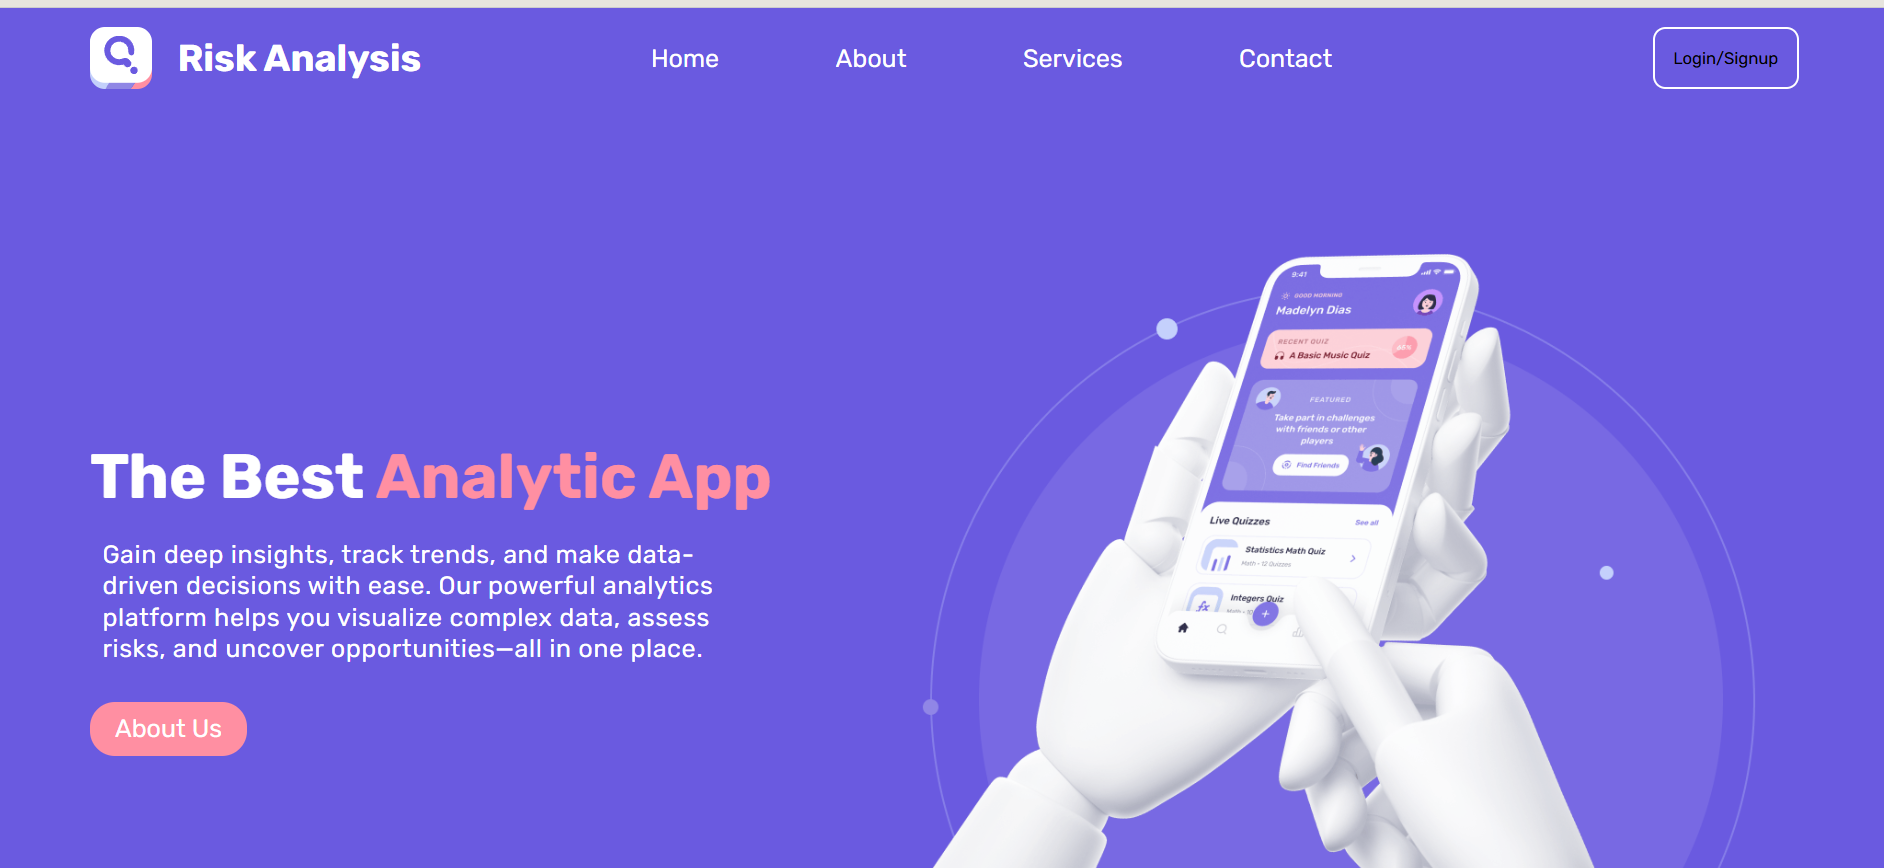 Risk Analysis
Home
About
Services
Contact
Login/Signup
The Best Analytic App
Gain deep insights, track trends, and make data-
driven decisions with ease. Our powerful analytics
platform helps you visualize complex data, assess
risks, and uncover opportunities—all in one place.
About Us
9:41
GOOD MORNING
Madelyn Dias
RECENT QUIZ
A Basic Music Quiz
65%
FEATURED
Take part in challenges
with friends or other
players
Find Friends
Live Quizzes
See all
Statistics Math Quiz
Math • 12 Quizzes
Integers Quiz